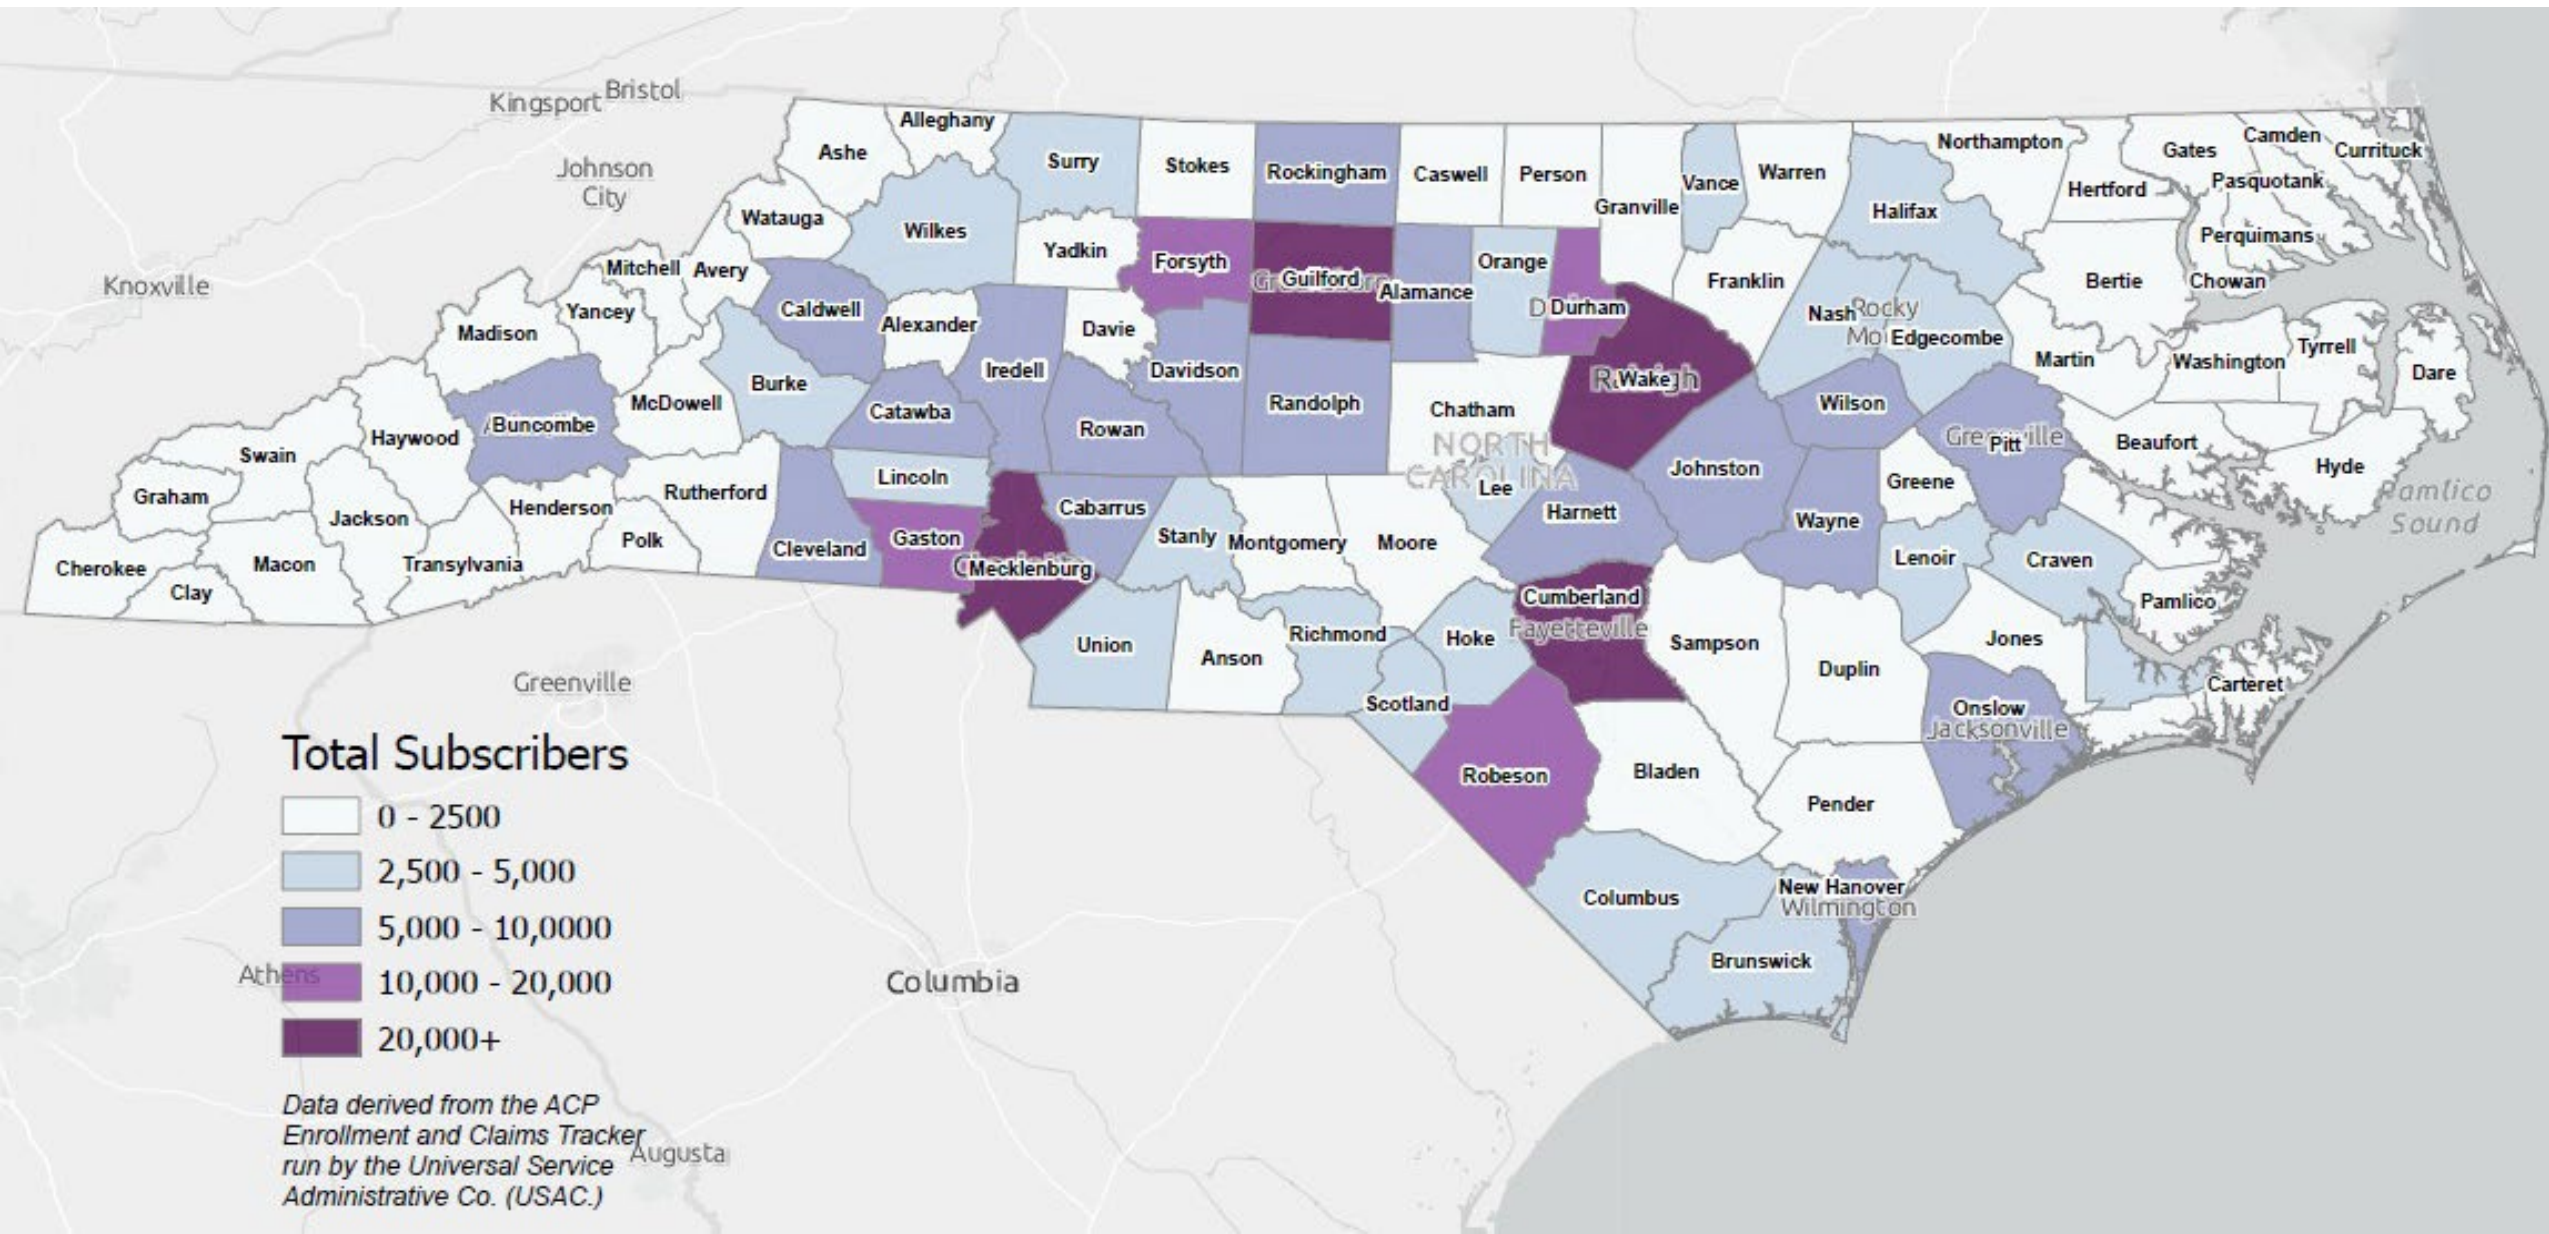 Kingsport
Bristol
Johnson
City
Knoxville
Alleghany
Ashe
Surry
Stokes
Rockingham
Caswell
Person
Granville
Vance
Warren
Northampton
Gates
Camden
Currituck
Hertford
Pasquotank
Halifax
Watauga
Wilkes
Yadkin
Forsyth
Guilford
Alamance
Orange
Durham
Franklin
Nash
Rocky
Edgecombe
Bertie
Perquimans
Chowan
Mitchell
Avery
Yancey
Madison
Caldwell
Alexander
Davie
Iredell
Davidson
Randolph
Chatham
Wake
Wilson
Martin
Washington
Tyrrell
Dare
Buncombe
McDowell
Burke
Catawba
Rowan
NORTH
CAROLINA
Johnston
Greenville
Pitt
Beaufort
Hyde
Pamlico
Sound
Haywood
Swain
Graham
Jackson
Henderson
Rutherford
Polk
Lincoln
Gaston
Cleveland
Mecklenburg
Cabarrus
Stanly
Montgomery
Moore
Lee
Harnett
Wayne
Greene
Lenoir
Craven
Pamlico
Cherokee
Clay
Macon
Transylvania
Union
Anson
Richmond
Hoke
Scotland
Cumberland
Fayetteville
Sampson
Duplin
Jones
Carteret
Onslow
Jacksonville
Robeson
Bladen
Pender
Columbus
New Hanover
Wilmington
Brunswick
Greenville
Columbia
Athens
Augusta
Total Subscribers
0 - 2500
2,500 - 5,000
5,000 - 10,0000
10,000 - 20,000
20,000+
Data derived from the ACP
Enrollment and Claims Tracker
run by the Universal Service
Administrative Co. (USAC.)